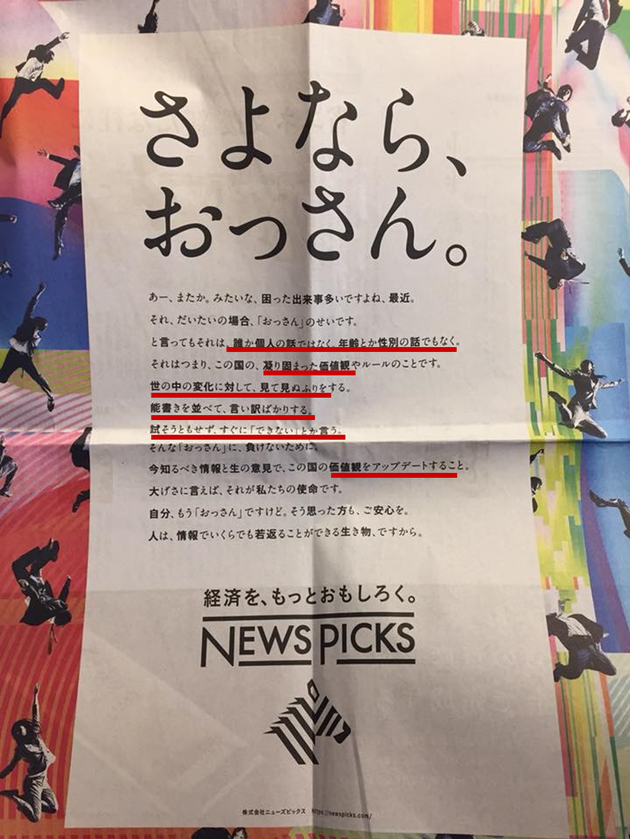 さよなら、
おっさん。
あー、またか。みたいな、困った出来事多いですよね、最近。
それ、だいたいの場合、「おっさん」のせいです。
と言ってもそれは、誰か個人の話ではなく、年齢とか性別の話でもなく。
それはつまり、この国の、凝り固まった価値観やルールのことです。
世の中の変化に対して、見て見ぬふりをする。
能書きを並べて、言い訳ばかりする。
試そうともせず、すぐに「できない」とか言う。
そんな「おっさん」に、負けないために。
今知るべき情報と生の意見で、この国の価値観をアップデートすること。
大げさに言えば、それが私たちの使命です。
自分、もう「おっさん」ですけど。そう思った方も、ご安心を。
人は、情報でいくらでも若返ることができる生き物、ですから。
経済を、もっとおもしろく。
NEWSPICKS
株式会社ニューズピックス https://newspicks.com/